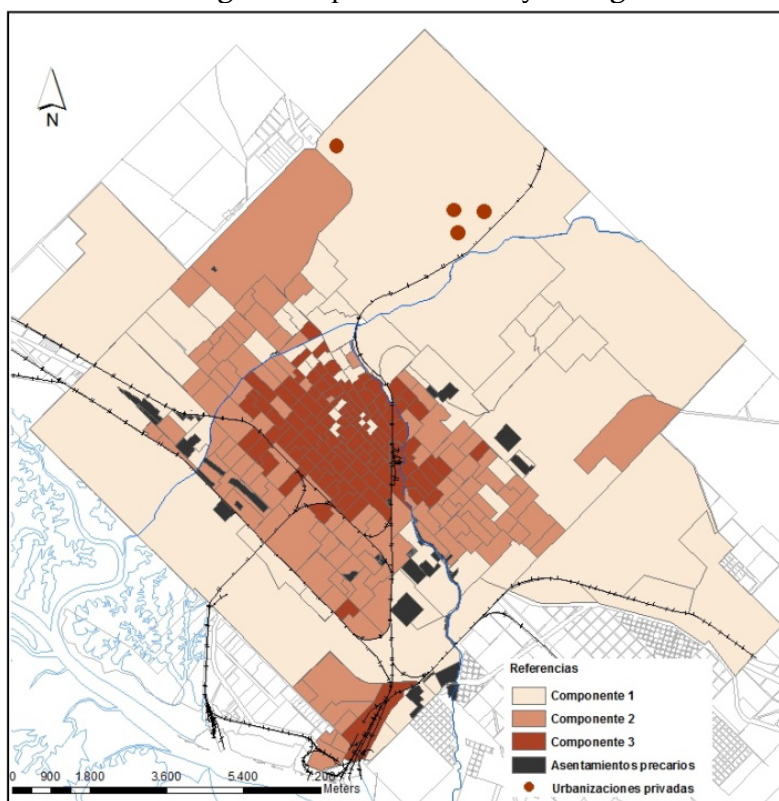 N
Referencias
Componente 1
Componente 2
Componente 3
Asentamientos precarios
Urbanizaciones privadas
0 900 1.800 3.600 5.400 7.200
Meters